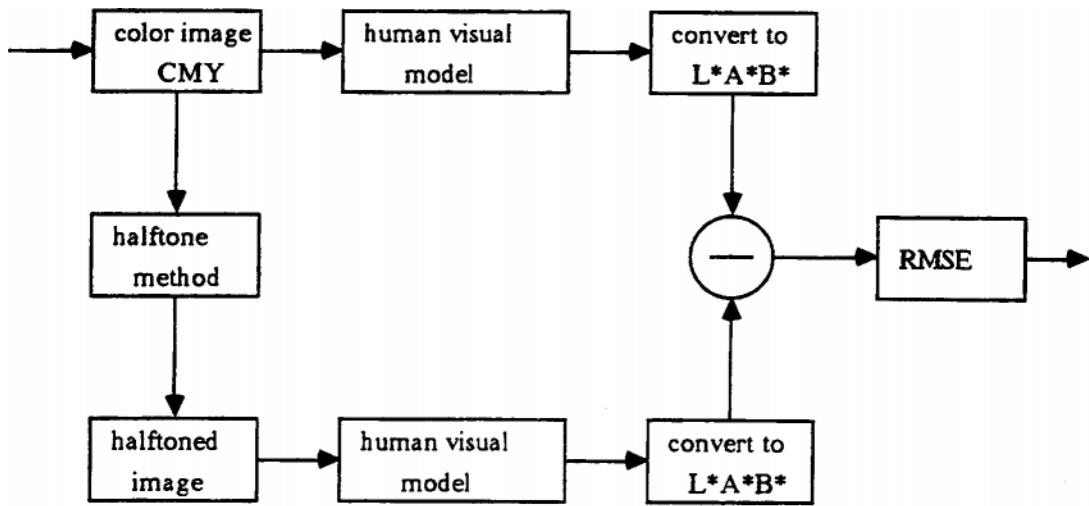 color image
CMY
human visual
model
convert to
L*A*B*
halftone
method
RMSE
halftoned
image
human visual
model
convert to
L*A*B*